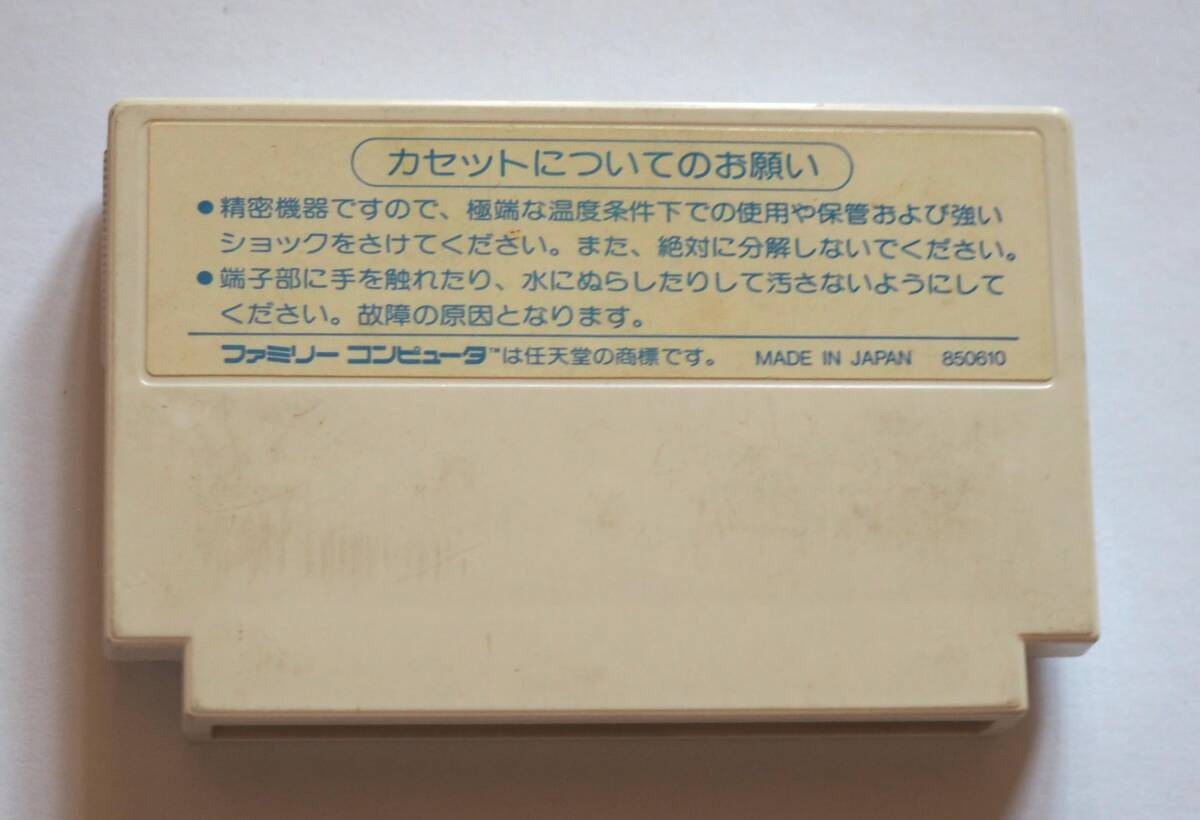 カセットについてのお願い
●精密機器ですので、極端な温度条件下での使用や保管および強い
ショックをさけてください。また、絶対に分解しないでください。
●端子部に手を触れたり、水にぬらしたりして汚さないようにして
ください。故障の原因となります。
ファミリー コンピュータ™は任天堂の商標です。 MADE IN JAPAN 850610